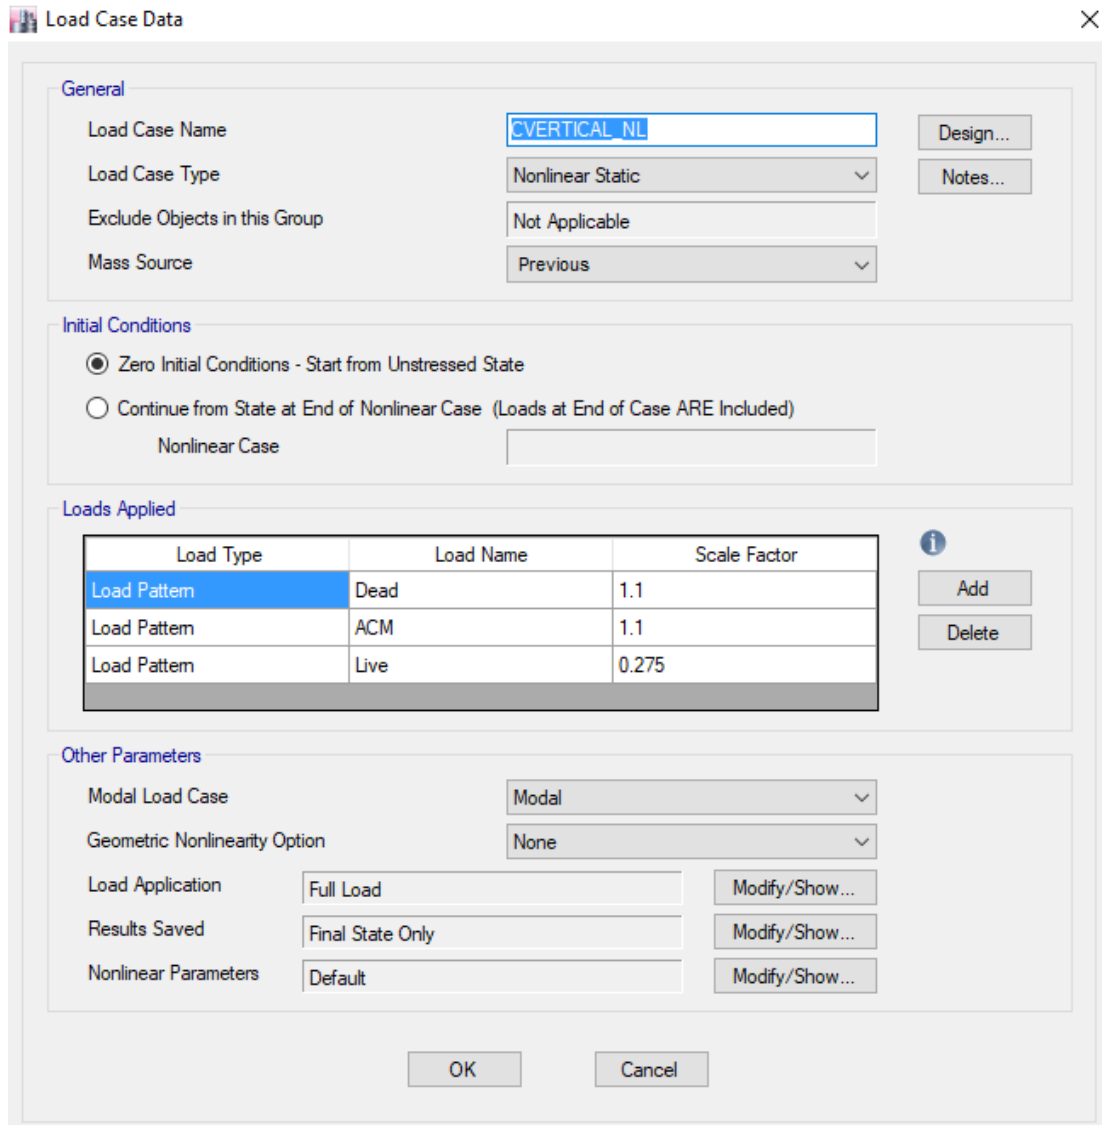 Load Case Data
General
Load Case Name CVERTICAL_NL Design...
Load Case Type Nonlinear Static Notes...
Exclude Objects in this Group Not Applicable
Mass Source Previous
Initial Conditions
Zero Initial Conditions - Start from Unstressed State
Continue from State at End of Nonlinear Case (Loads at End of Case ARE Included)
Nonlinear Case
Loads Applied
Load Type Load Name Scale Factor
Load Pattern Dead 1.1 Add
Load Pattern ACM 1.1 Delete
Load Pattern Live 0.275
Other Parameters
Modal Load Case Modal
Geometric Nonlinearity Option None
Load Application Full Load Modify/Show...
Results Saved Final State Only Modify/Show...
Nonlinear Parameters Default Modify/Show...
OK Cancel